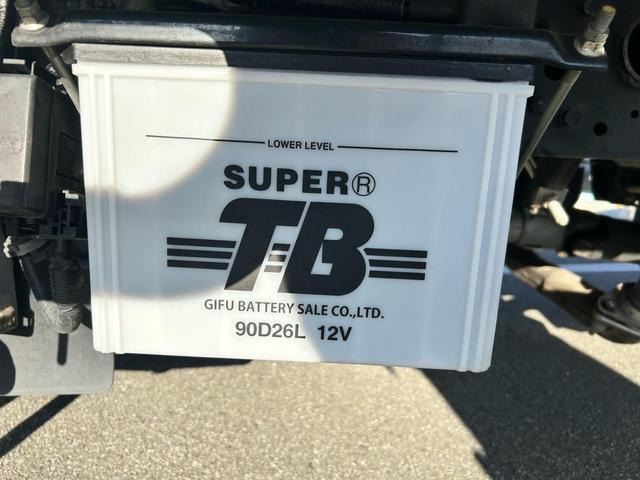 LOWER LEVEL
SUPER®
TB
GIFU BATTERY SALE CO.,LTD.
90D26L 12V